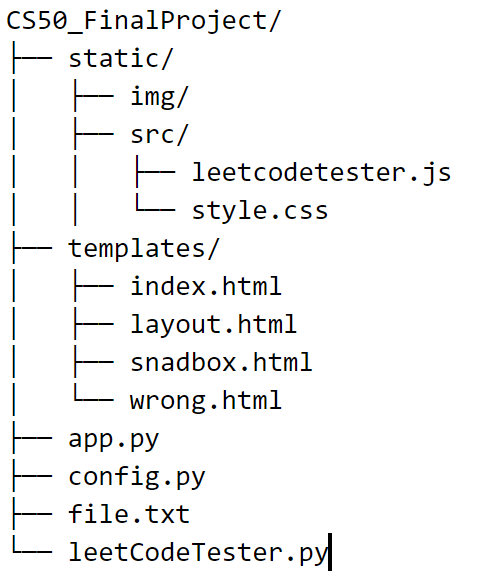 CS50_FinalProject/
├── static/
│   ├── img/
│   ├── src/
│   │   ├── leetcodetester.js
│   │   └── style.css
├── templates/
│   ├── index.html
│   ├── layout.html
│   ├── snadbox.html
│   └── wrong.html
├── app.py
├── config.py
├── file.txt
└── leetCodeTester.py